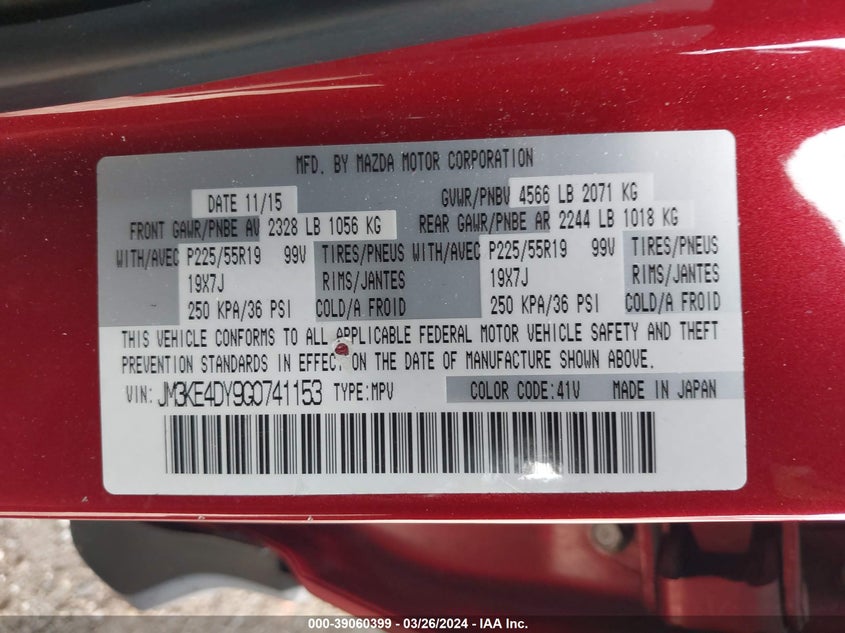 MFD. BY MAZDA MOTOR CORPORATION
DATE 11/15 GVWR/PNBV 4566 LB 2071 KG
FRONT GAWR/PNBE AV 2328 LB 1056 KG REAR GAWR/PNBE AR 2244 LB 1018 KG
WITH/AVEC P225/55R19 99V TIRES/PNEUS WITH/AVEC P225/55R19 99V TIRES/PNEUS
19X7J RIMS/JANTES 19X7J RIMS/JANTES
250 KPA/36 PSI COLD/A FROID 250 KPA/36 PSI COLD/A FROID
THIS VEHICLE CONFORMS TO ALL APPLICABLE FEDERAL MOTOR VEHICLE SAFETY AND THEFT
PREVENTION STANDARDS IN EFFECT ON THE DATE OF MANUFACTURE SHOWN ABOVE.
VIN: JM3KE4DY9G0741153 TYPE:MPV COLOR CODE:41V MADE IN JAPAN
000-39060399 - 03/26/2024 - IAA Inc.